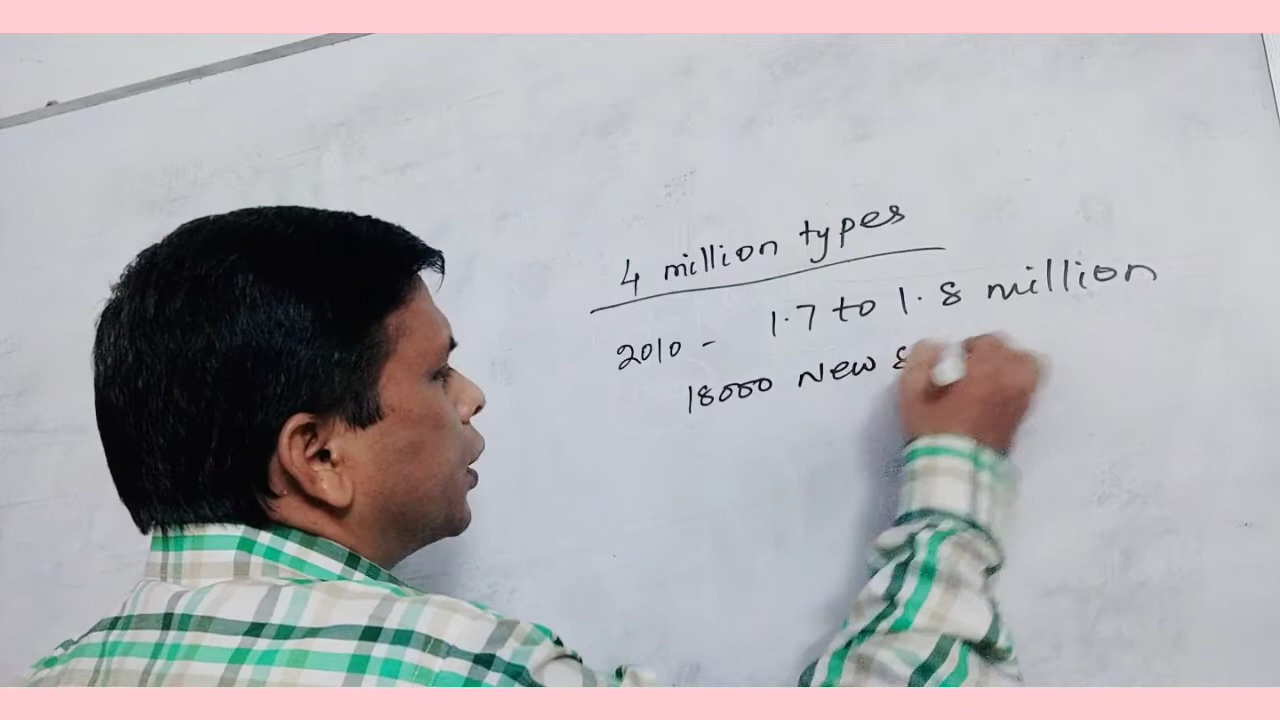 4 million types
2010 - 1.7 to 1.8 million
18000 New